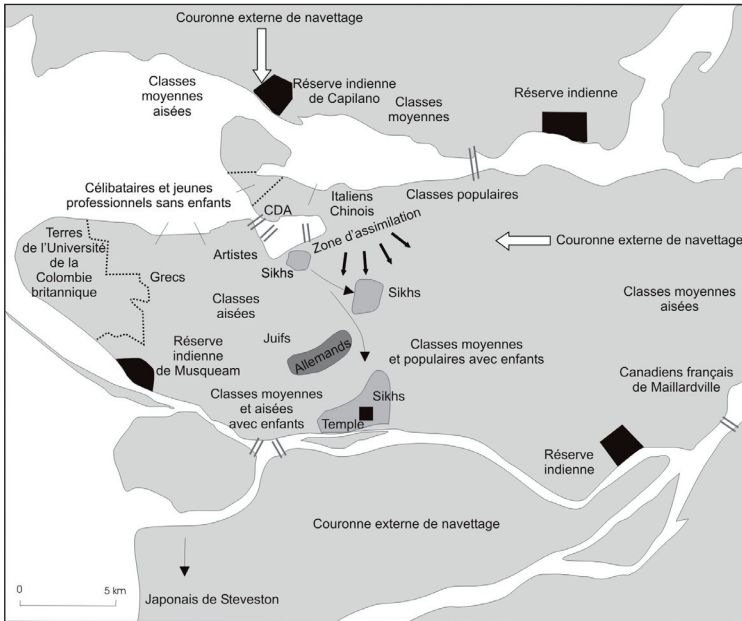 Couronne externe de navettage
Classes
moyennes
aisées
Réserve indienne
de Capilano
Classes
moyennes
Réserve indienne
Célibataires et jeunes
professionnels sans enfants
CDA
Italiens
Chinois
Classes populaires
Zone d'assimilation
Terres
de l'Université
de la
Colombie
britannique
Artistes
Grecs
Sikhs
Couronne externe de navettage
Sikhs
Classes
aisées
Classes moyennes
aisées
Juifs
Allemands
Réserve
indienne
de Musqueam
Classes moyennes
et populaires avec enfants
Canadiens français
de Maillardville
Classes moyennes
et aisées
avec enfants
Sikhs
Temple
Réserve
indienne
Couronne externe de navettage
0
5 km
Japonais de Steveston